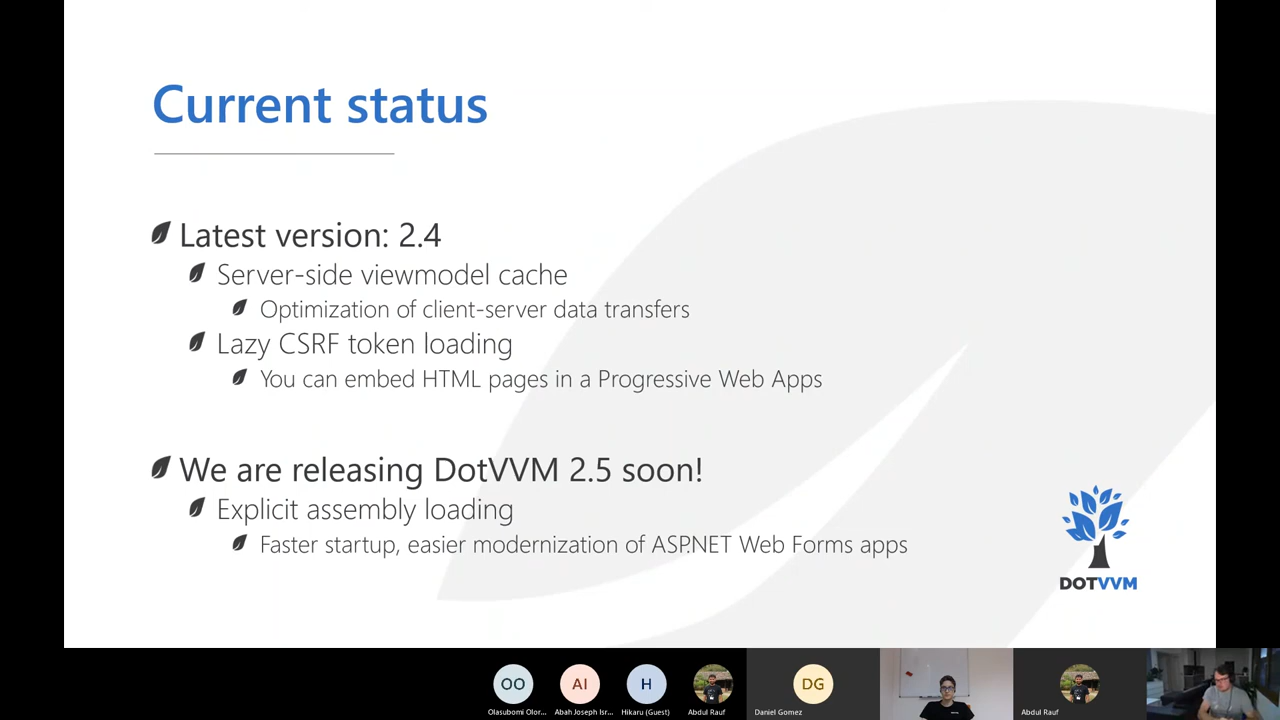 Current status
Latest version: 2.4
Server-side viewmodel cache
Optimization of client-server data transfers
Lazy CSRF token loading
You can embed HTML pages in a Progressive Web Apps
We are releasing DotVVM 2.5 soon!
Explicit assembly loading
Faster startup, easier modernization of ASP.NET Web Forms apps
DOTVVM
OO
AI
H
DG
Olasubomi Olor...
Abah Joseph Isr...
Hikaru (Guest)
Abdul Rauf
Daniel Gomez
Abdul Rauf